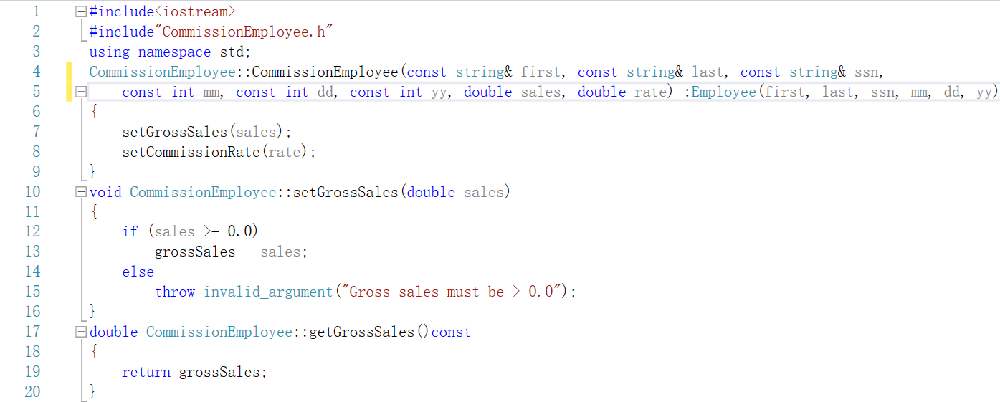 1 #include<iostream>
2 #include"CommissionEmployee.h"
3 using namespace std;
4 CommissionEmployee::CommissionEmployee(const string& first, const string& last, const string& ssn,
5     const int mm, const int dd, const int yy, double sales, double rate) :Employee(first, last, ssn, mm, dd, yy)
6 {
7     setGrossSales(sales);
8     setCommissionRate(rate);
9 }
10 void CommissionEmployee::setGrossSales(double sales)
11 {
12     if (sales >= 0.0)
13         grossSales = sales;
14     else
15         throw invalid_argument("Gross sales must be >=0.0");
16 }
17 double CommissionEmployee::getGrossSales()const
18 {
19     return grossSales;
20 }